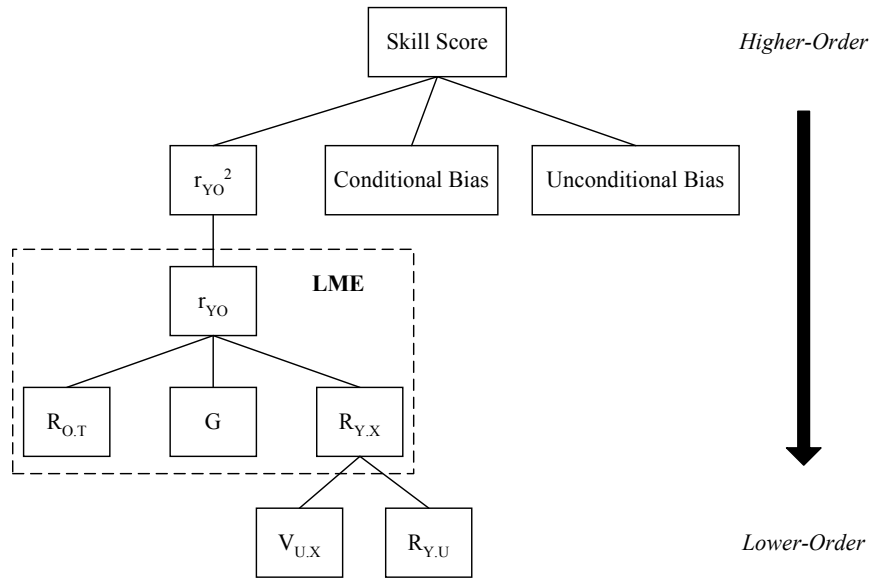 Skill Score
Higher-Order
r_YO^2
Conditional Bias
Unconditional Bias
LME
r_YO
R_O.T
G
R_Y.X
V_U.X
R_Y.U
Lower-Order